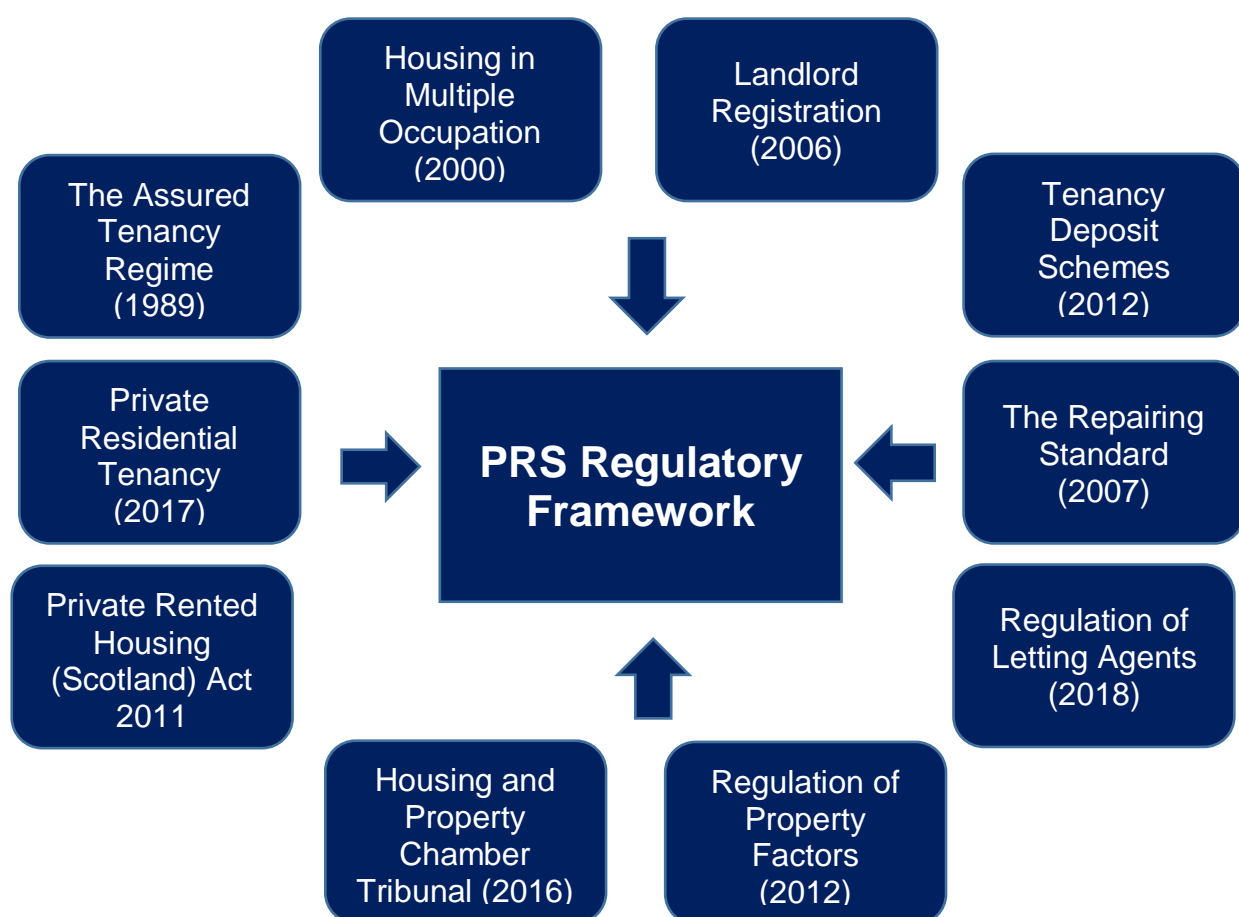 Housing in
Multiple
Occupation
(2000)
Landlord
Registration
(2006)
The Assured
Tenancy
Regime
(1989)
Tenancy
Deposit
Schemes
(2012)
Private
Residential
Tenancy
(2017)
PRS Regulatory
Framework
The Repairing
Standard
(2007)
Private Rented
Housing
(Scotland) Act
2011
Regulation of
Letting Agents
(2018)
Housing and
Property
Chamber
Tribunal (2016)
Regulation of
Property
Factors
(2012)